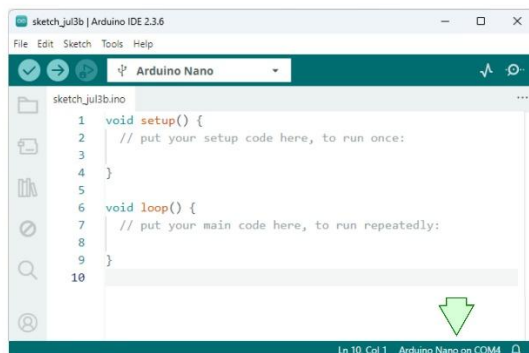 sketch_jul3b | Arduino IDE 2.3.6
File Edit Sketch Tools Help
Arduino Nano
sketch_jul3b.ino
1 void setup() {
2 // put your setup code here, to run once:
3
4 }
5
6 void loop() {
7 // put your main code here, to run repeatedly:
8
9 }
10
Ln 10, Col 1 Arduino Nano on COM4